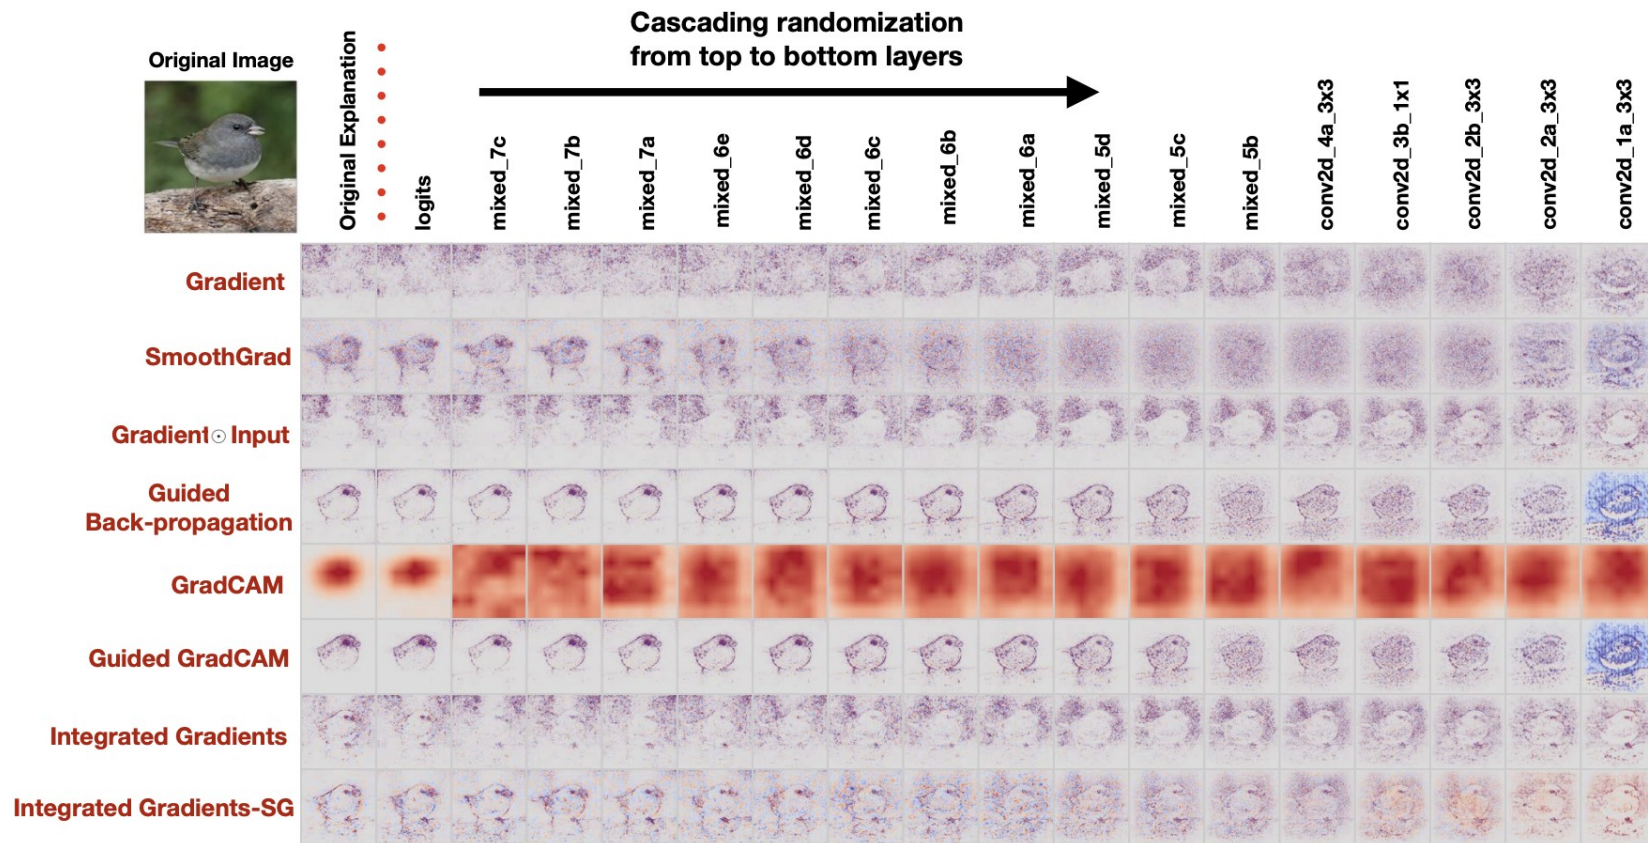 Cascading randomization
from top to bottom layers
Original Image
Original Explanation
logits
mixed_7c
mixed_7b
mixed_7a
mixed_6e
mixed_6d
mixed_6c
mixed_6b
mixed_6a
mixed_5d
mixed_5c
mixed_5b
conv2d_4a_3x3
conv2d_3b_1x1
conv2d_2b_3x3
conv2d_2a_3x3
conv2d_1a_3x3
Gradient
SmoothGrad
Gradient⊙Input
Guided
Back-propagation
GradCAM
Guided GradCAM
Integrated Gradients
Integrated Gradients-SG